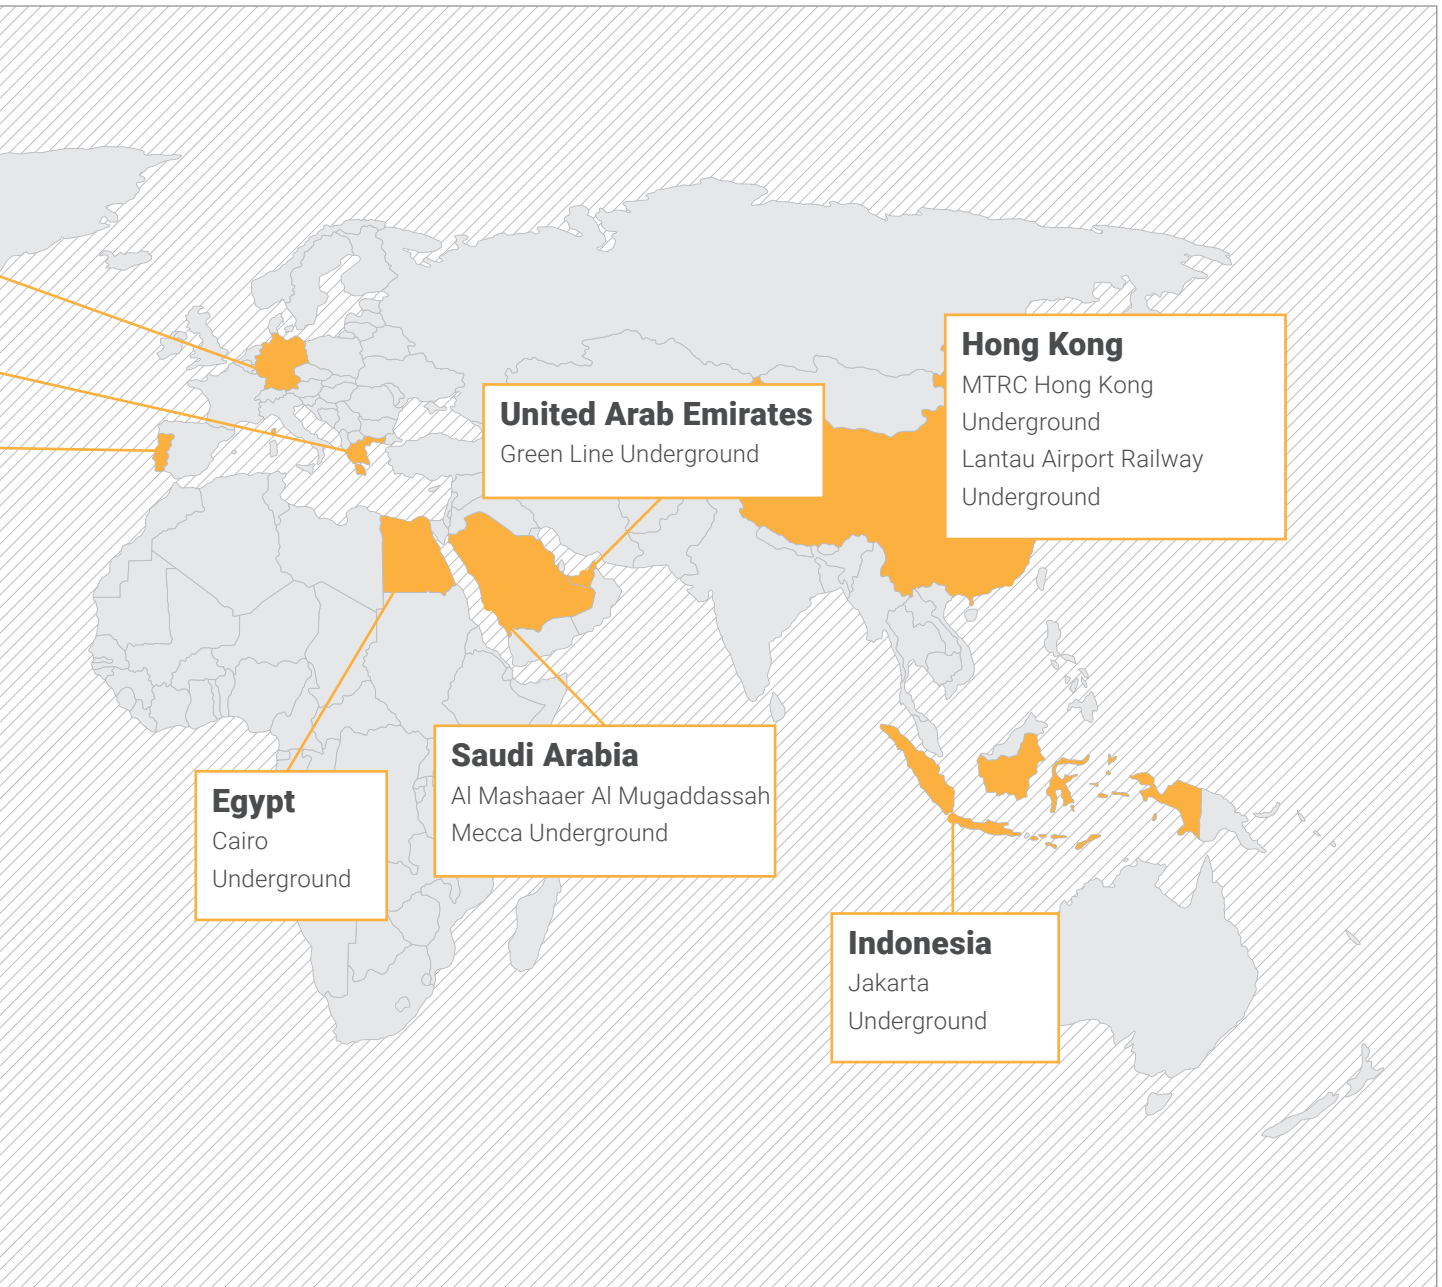 Hong Kong
MTRC Hong Kong
Underground
Lantau Airport Railway
Underground
United Arab Emirates
Green Line Underground
Saudi Arabia
Al Mashaaer Al Mugaddassah
Mecca Underground
Egypt
Cairo
Underground
Indonesia
Jakarta
Underground